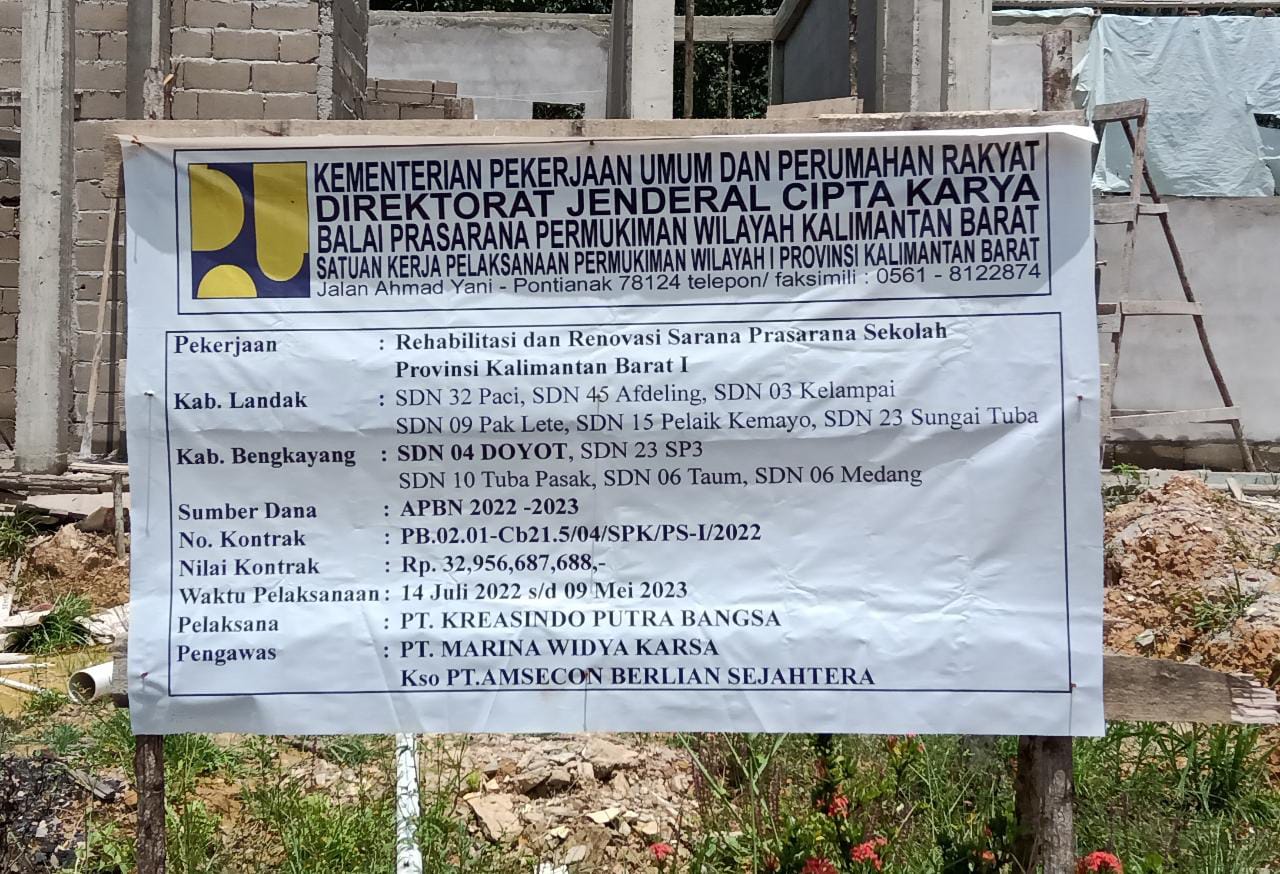 KEMENTERIAN PEKERJAAN UMUM DAN PERUMAHAN RAKYAT
DIREKTORAT JENDERAL CIPTA KARYA
BALAI PRASARANA PERMUKIMAN WILAYAH KALIMANTAN BARAT
SATUAN KERJA PELAKSANAAN PERMUKIMAN WILAYAH I PROVINSI KALIMANTAN BARAT
Jalan Ahmad Yani - Pontianak 78124 telepon/ faksimili : 0561 - 8122874
Pekerjaan : Rehabilitasi dan Renovasi Sarana Prasarana Sekolah
Provinsi Kalimantan Barat I
Kab. Landak : SDN 32 Paci, SDN 45 Afdeling, SDN 03 Kelampai
SDN 09 Pak Lete, SDN 15 Pelaik Kemayo, SDN 23 Sungai Tuba
Kab. Bengkayang : SDN 04 DOYOT, SDN 23 SP3
SDN 10 Tuba Pasak, SDN 06 Taum, SDN 06 Medang
Sumber Dana : APBN 2022 -2023
No. Kontrak : PB.02.01-Cb21.5/04/SPK/PS-I/2022
Nilai Kontrak : Rp. 32,956,687,688,-
Waktu Pelaksanaan : 14 Juli 2022 s/d 09 Mei 2023
Pelaksana : PT. KREASINDO PUTRA BANGSA
Pengawas : PT. MARINA WIDYA KARSA
Kso PT.AMSECON BERLIAN SEJAHTERA